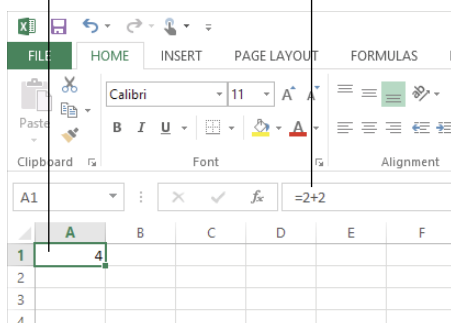 FILE HOME INSERT PAGE LAYOUT FORMULAS
Calibri 11 A A
Paste B I U A
Clipboard Font Alignment
A1 fx =2+2
A B C D E F
1 4
2
3
4